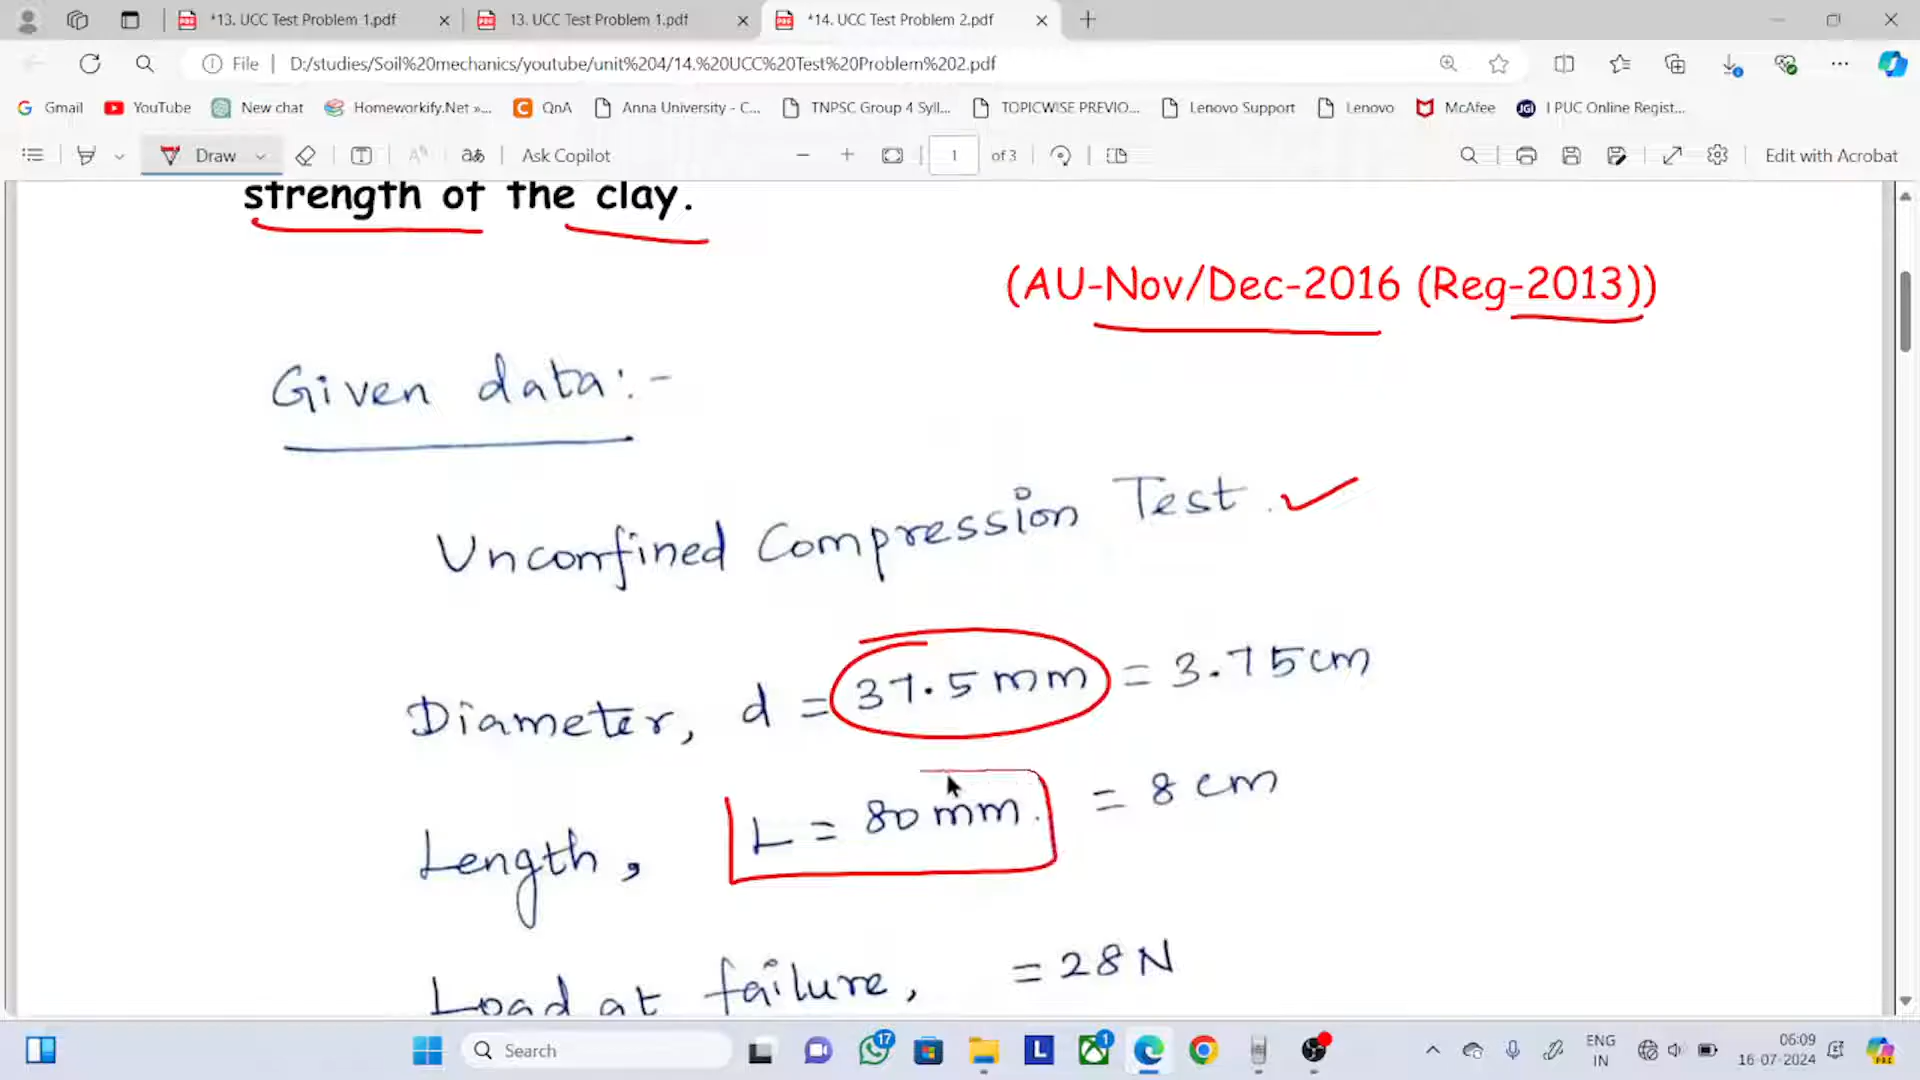 *13. UCC Test Problem 1.pdf
13. UCC Test Problem 1.pdf
*14. UCC Test Problem 2.pdf
File
D:/studies/Soil%20mechanics/youtube/unit%204/14.%20UCC%20Test%20Problem%202.pdf
Gmail
YouTube
New chat
Homeworkify.Net »...
QnA
Anna University - C...
TNPSC Group 4 Syll...
TOPICWISE PREVIO...
Lenovo Support
Lenovo
McAfee
I PUC Online Regist...
Draw
Ask Copilot
1 of 3
Edit with Acrobat
strength of the clay.
(AU-Nov/Dec-2016 (Reg-2013))
Given data:-
Unconfined Compression Test.
Diameter, d = 37.5 mm = 3.75 cm
Length, L = 80 mm. = 8 cm
Load at failure, = 28 N
Search
17
1
ENG
IN
06:09
16-07-2024